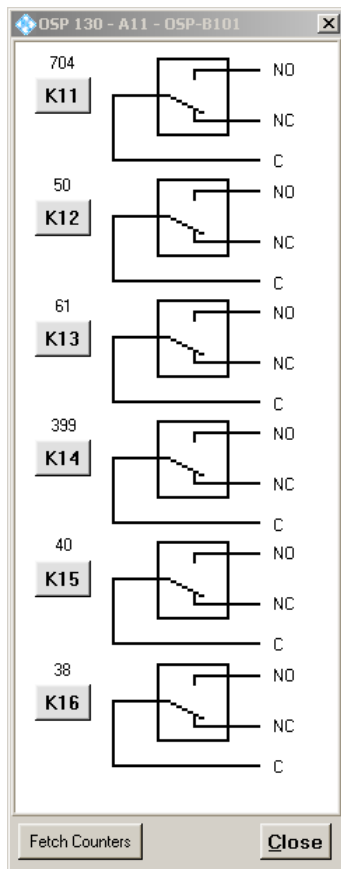 OSP 130 - A11 - OSP-B101
704
NO
K11
NC
C
50
NO
K12
NC
C
61
NO
K13
NC
C
399
NO
K14
NC
C
40
NO
K15
NC
C
38
NO
K16
NC
C
Fetch Counters
Close